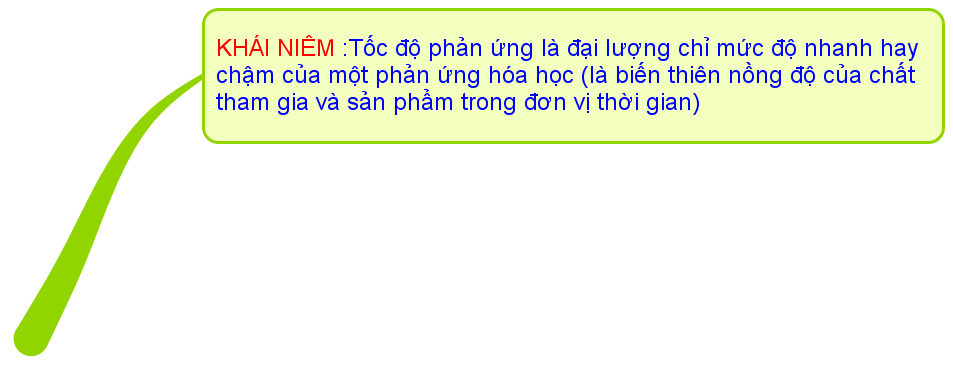 KHÁI NIÊM :Tốc độ phản ứng là đại lượng chỉ mức độ nhanh hay
chậm của một phản ứng hóa học (là biến thiên nồng độ của chất
tham gia và sản phẩm trong đơn vị thời gian)